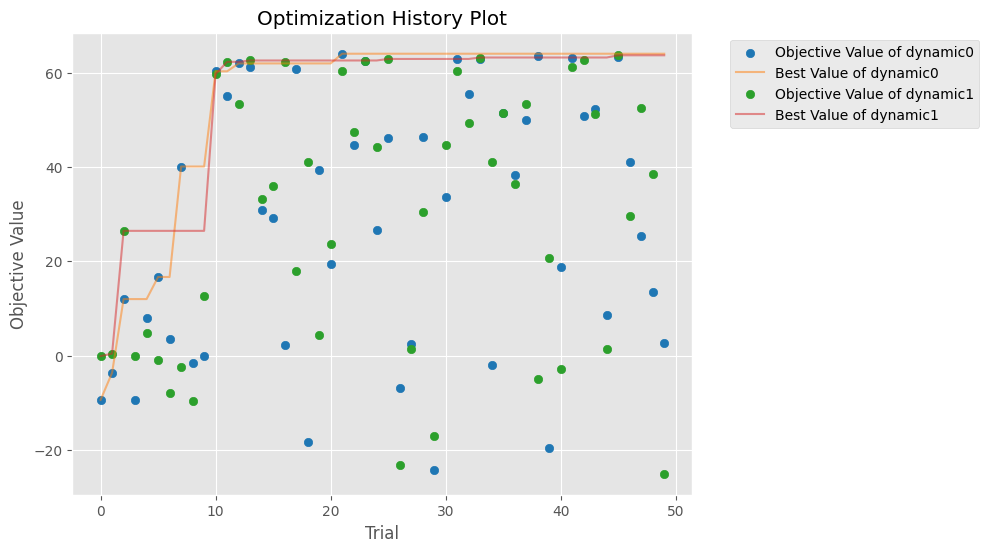 Optimization History Plot
Objective Value of dynamic0
Best Value of dynamic0
Objective Value of dynamic1
Best Value of dynamic1
Objective Value
60
40
20
0
−20
0 10 20 30 40 50
Trial